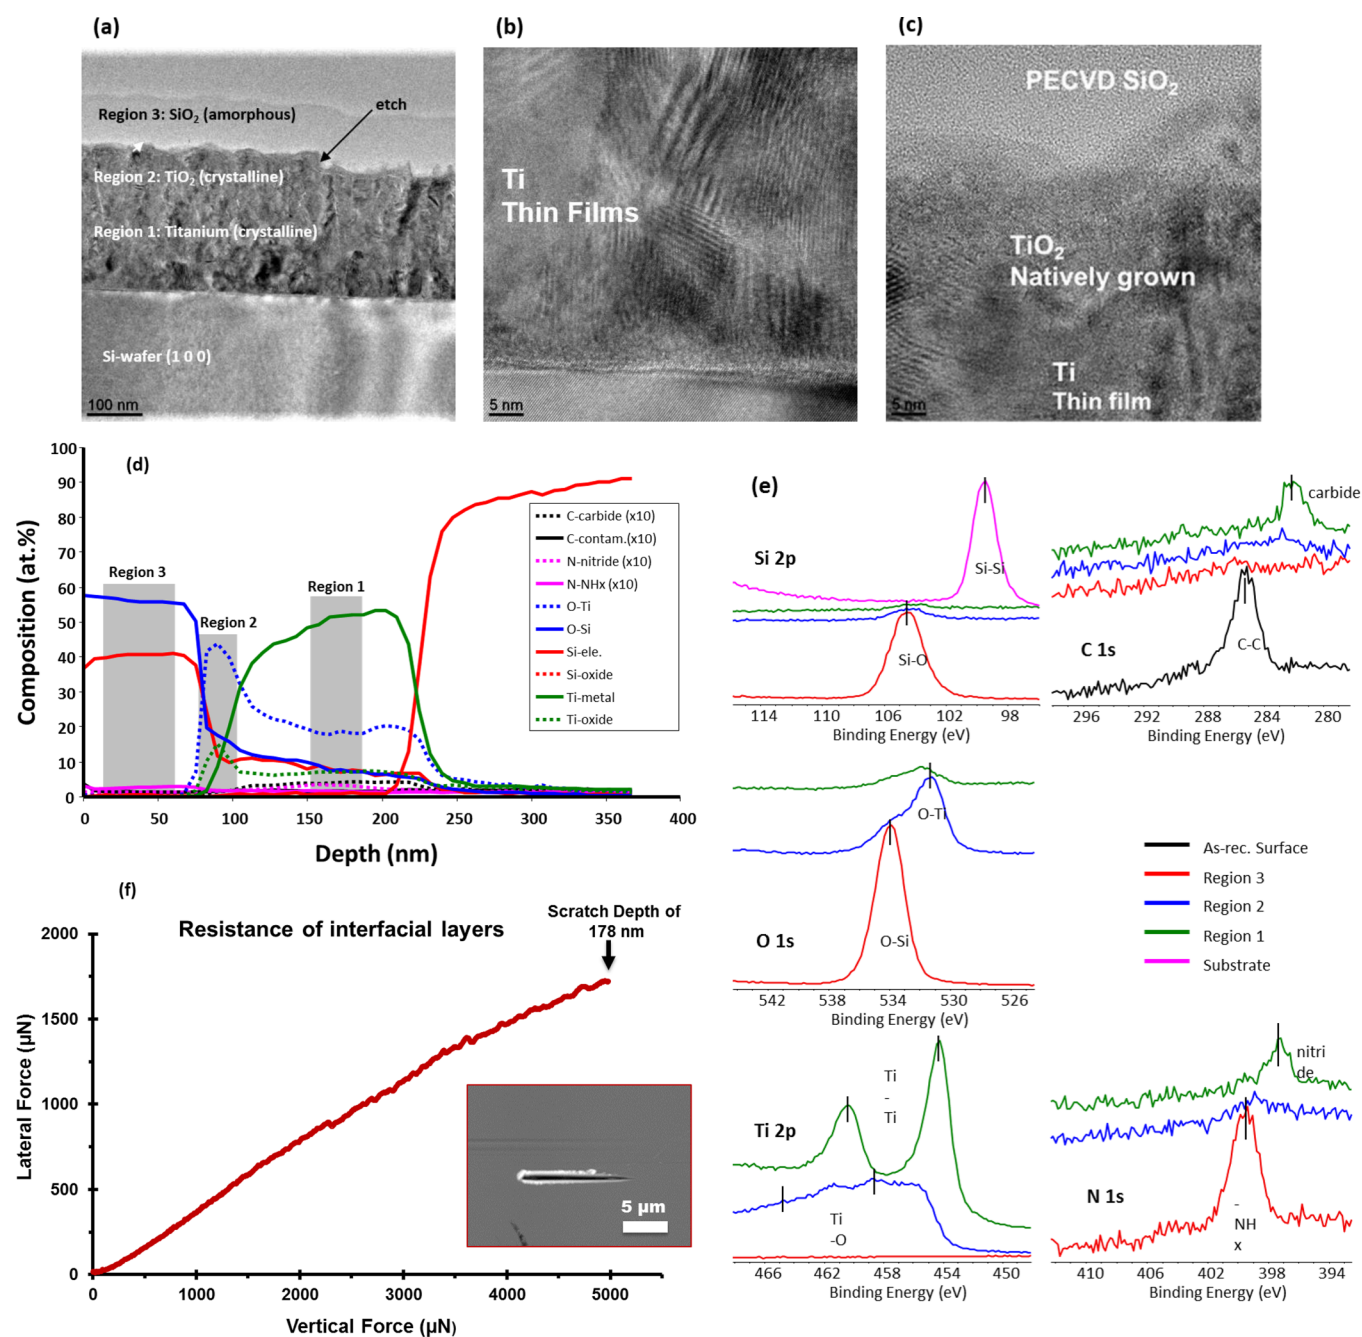 (a)
Region 3: SiO2 (amorphous)
etch
Region 2: TiO2 (crystalline)
Region 1: Titanium (crystalline)
Si-wafer (1 0 0)
100 nm
(b)
Ti
Thin Films
5 nm
(c)
PECVD SiO2
TiO2
Natively grown
Ti
Thin film
5 nm
(d)
Composition (at.%)
100
90
80
70
60
50
40
30
20
10
0
Region 3
Region 2
Region 1
C-carbide (x10)
C-contam.(x10)
N-nitride (x10)
N-NHx (x10)
O-Ti
O-Si
Si-ele.
Si-oxide
Ti-metal
Ti-oxide
0 50 100 150 200 250 300 350 400
Depth (nm)
(e)
Si 2p
Si-Si
Si-O
114 110 106 102 98
Binding Energy (eV)
carbide
C 1s
C-C
296 292 288 284 280
Binding Energy (eV)
O-Ti
O 1s
O-Si
542 538 534 530 526
Binding Energy (eV)
As-rec. Surface
Region 3
Region 2
Region 1
Substrate
Ti
-
Ti
Ti 2p
Ti
-O
466 462 458 454 450
Binding Energy (eV)
nitri
de
N 1s
-
NH
x
410 406 402 398 394
Binding Energy (eV)
(f)
Resistance of interfacial layers
Scratch Depth of
178 nm
Lateral Force (µN)
2000
1500
1000
500
0
5 µm
0 1000 2000 3000 4000 5000
Vertical Force (µN)